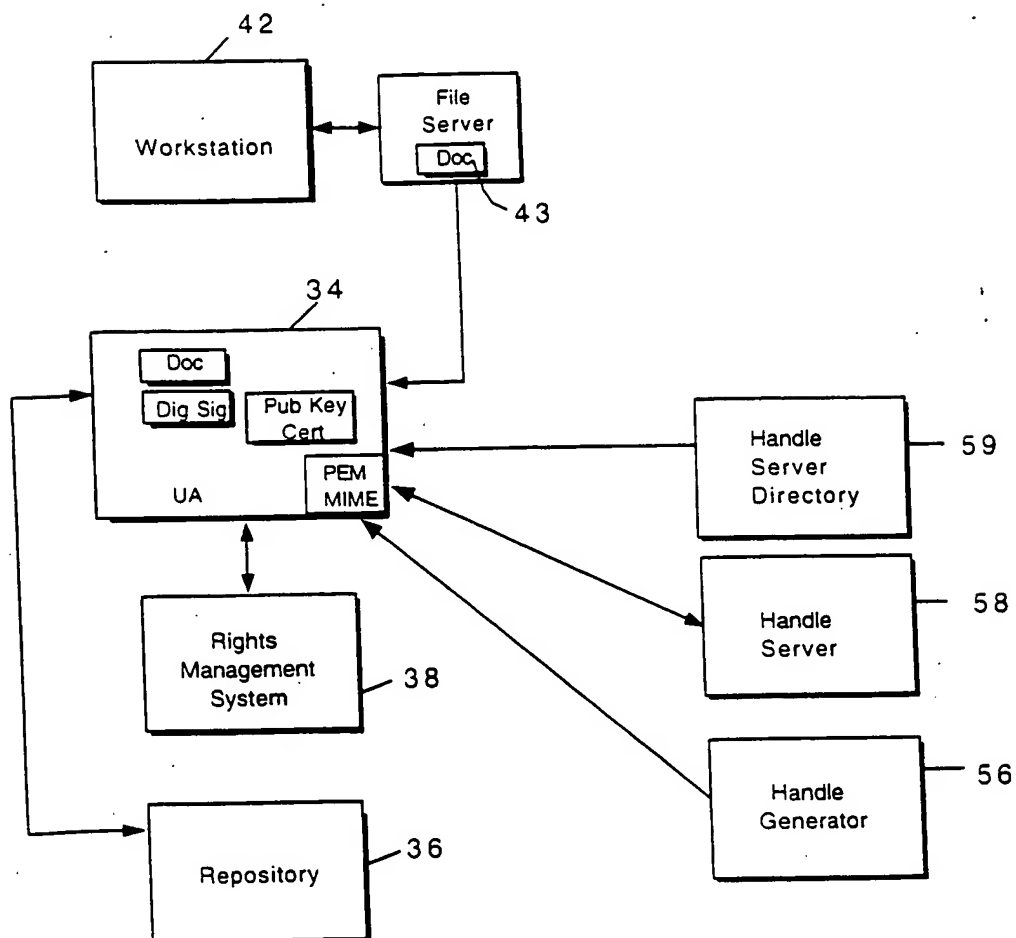 42
Workstation
File
Server
Doc
43
34
Doc
Dig Sig
Pub Key
Cert
PEM
MIME
UA
Handle
Server
Directory
59
Handle
Server
58
Rights
Management
System
38
Handle
Generator
56
Repository
36